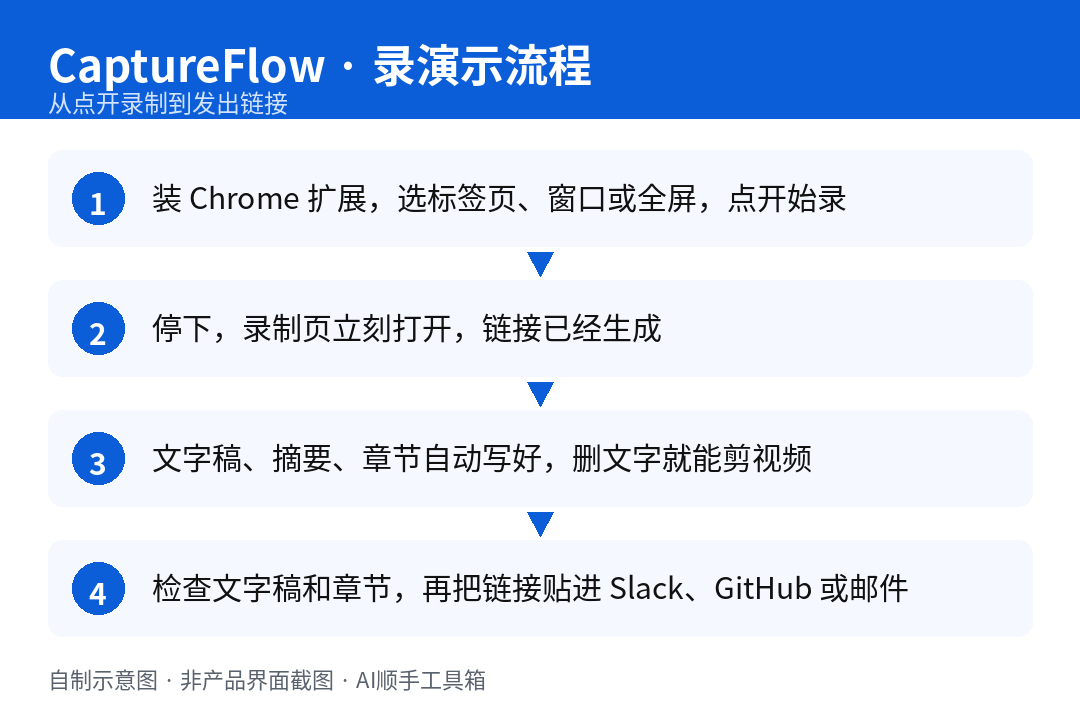 CaptureFlow · 录演示流程
从点开录制到发出链接
1 装 Chrome 扩展，选标签页、窗口或全屏，点开始录
2 停下，录制页立刻打开，链接已经生成
3 文字稿、摘要、章节自动写好，删文字就能剪视频
4 检查文字稿和章节，再把链接贴进 Slack、GitHub 或邮件
自制示意图 · 非产品界面截图 · AI顺手工具箱